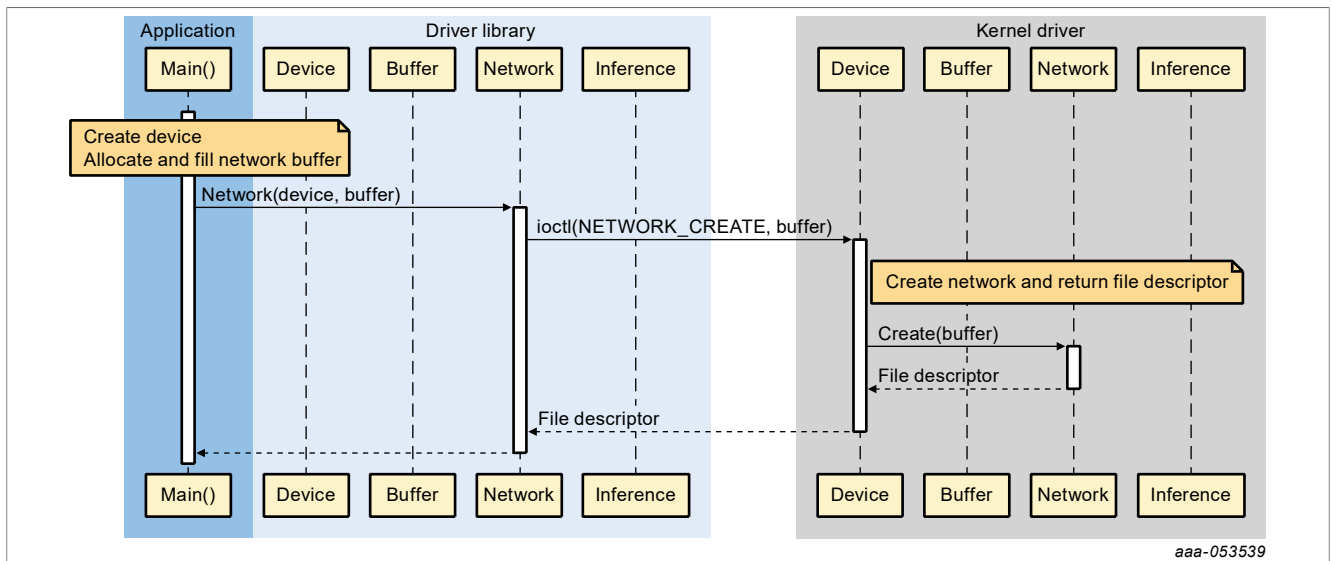 Application
Driver library
Kernel driver
Main()
Device
Buffer
Network
Inference
Device
Buffer
Network
Inference
Create device
Allocate and fill network buffer
Network(device, buffer)
ioctl(NETWORK_CREATE, buffer)
Create network and return file descriptor
Create(buffer)
File descriptor
File descriptor
Main()
Device
Buffer
Network
Inference
Device
Buffer
Network
Inference
aaa-053539